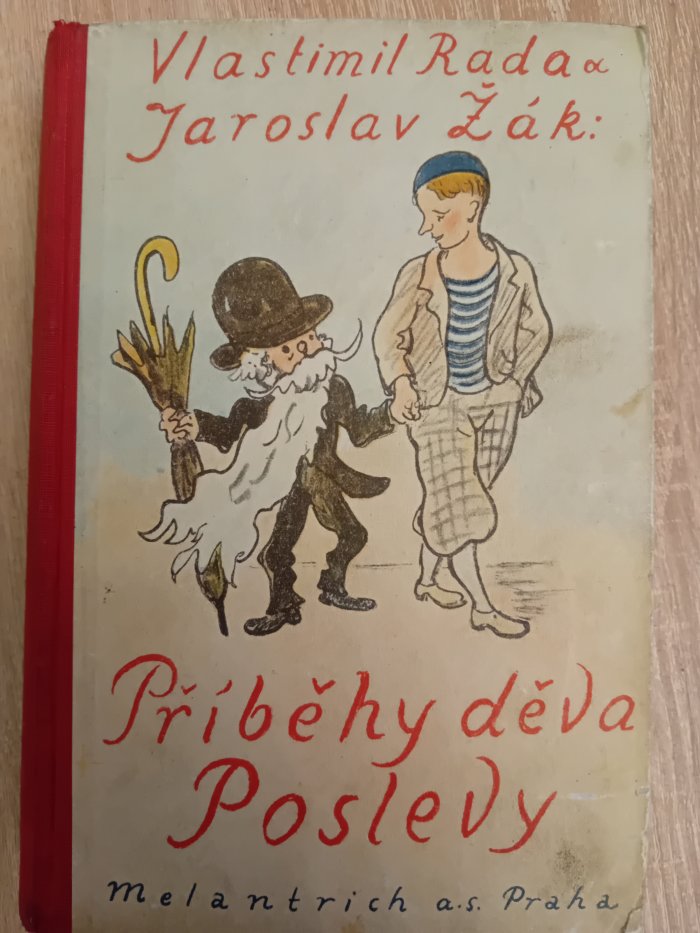 Vlastimil Rada a
Jaroslav Žák:
Příběhy děva
Poslevy
Melantrich a.s. Praha